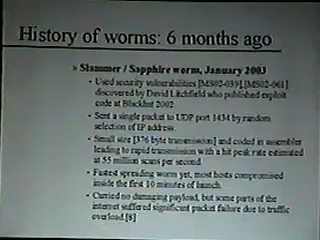 History of worms: 6 months ago
» Slammer / Sapphire worm, January 2003
• Used security vulnerabilities [MS02-039],[MS02-061]
discovered by David Litchfield who published exploit
code at Blackhat 2002.
• Sent a single packet to UDP port 1434 by random
selection of IP address.
• Small size [376 byte transmission] and coded in assembler
leading to rapid transmission with a hit peak rate estimated
at 55 million scans per second.
• Fastest spreading worm yet, most hosts compromised
inside the first 10 minutes of launch.
• Carried no damaging payload, but some parts of the
internet suffered significant packet failure due to traffic
overload.[8]